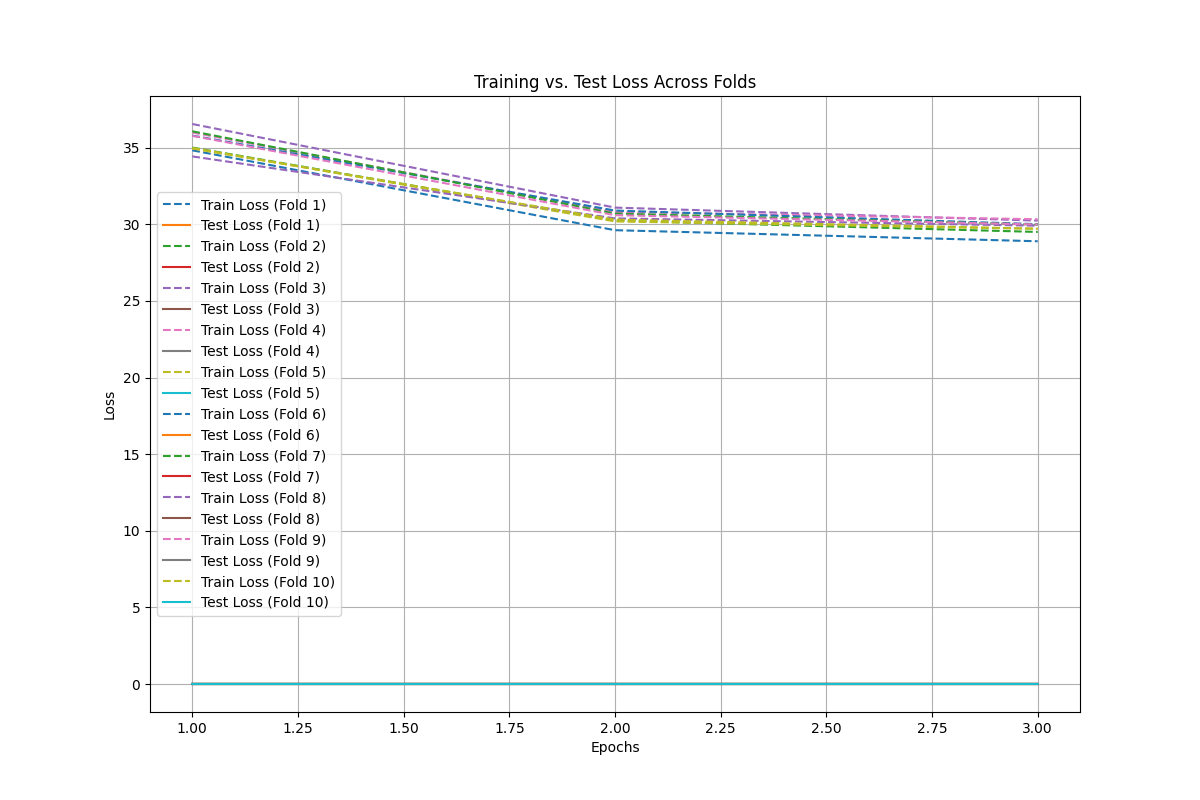 Training vs. Test Loss Across Folds
35
30
25
20
15
10
5
0
Loss
Train Loss (Fold 1)
Test Loss (Fold 1)
Train Loss (Fold 2)
Test Loss (Fold 2)
Train Loss (Fold 3)
Test Loss (Fold 3)
Train Loss (Fold 4)
Test Loss (Fold 4)
Train Loss (Fold 5)
Test Loss (Fold 5)
Train Loss (Fold 6)
Test Loss (Fold 6)
Train Loss (Fold 7)
Test Loss (Fold 7)
Train Loss (Fold 8)
Test Loss (Fold 8)
Train Loss (Fold 9)
Test Loss (Fold 9)
Train Loss (Fold 10)
Test Loss (Fold 10)
1.00 1.25 1.50 1.75 2.00 2.25 2.50 2.75 3.00
Epochs